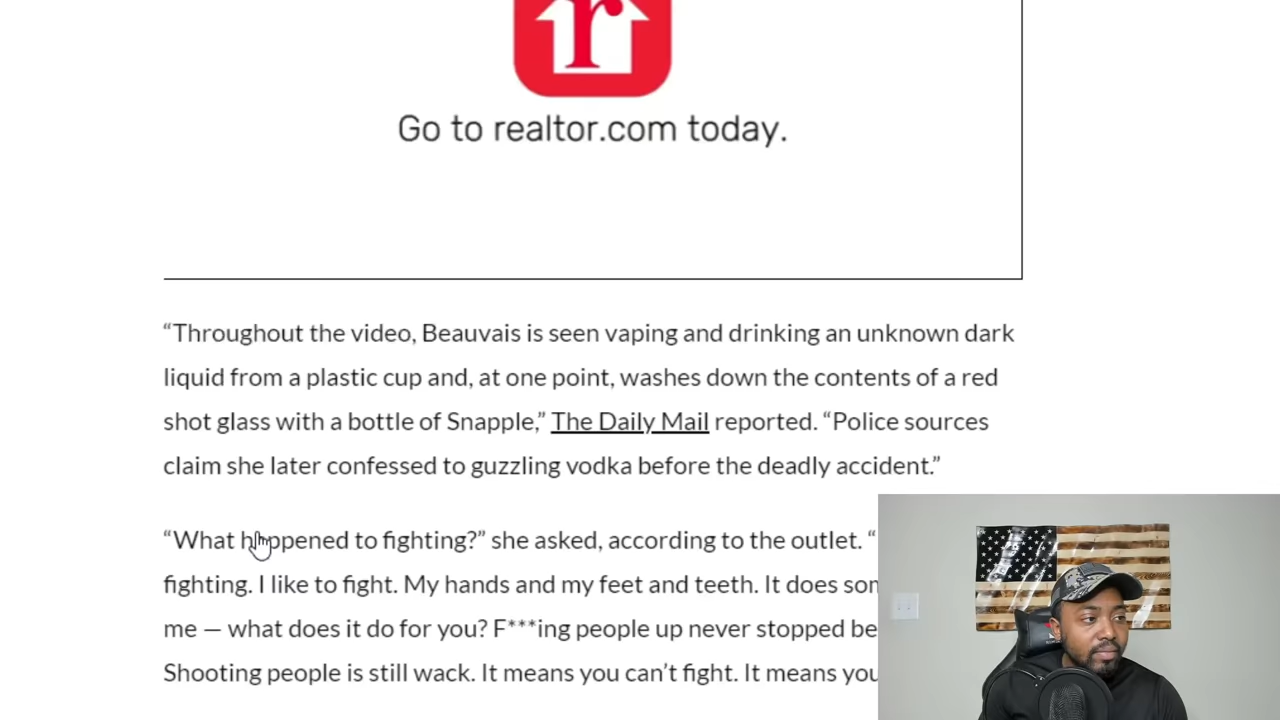 r
Go to realtor.com today.
“Throughout the video, Beauvais is seen vaping and drinking an unknown dark
liquid from a plastic cup and, at one point, washes down the contents of a red
shot glass with a bottle of Snapple,” The Daily Mail reported. “Police sources
claim she later confessed to guzzling vodka before the deadly accident.”
“What happened to fighting?” she asked, according to the outlet. “
fighting. I like to fight. My hands and my feet and teeth. It does
me — what does it do for you? F***ing people up never stopped
Shooting people is still wack. It means you can’t fight. It means you